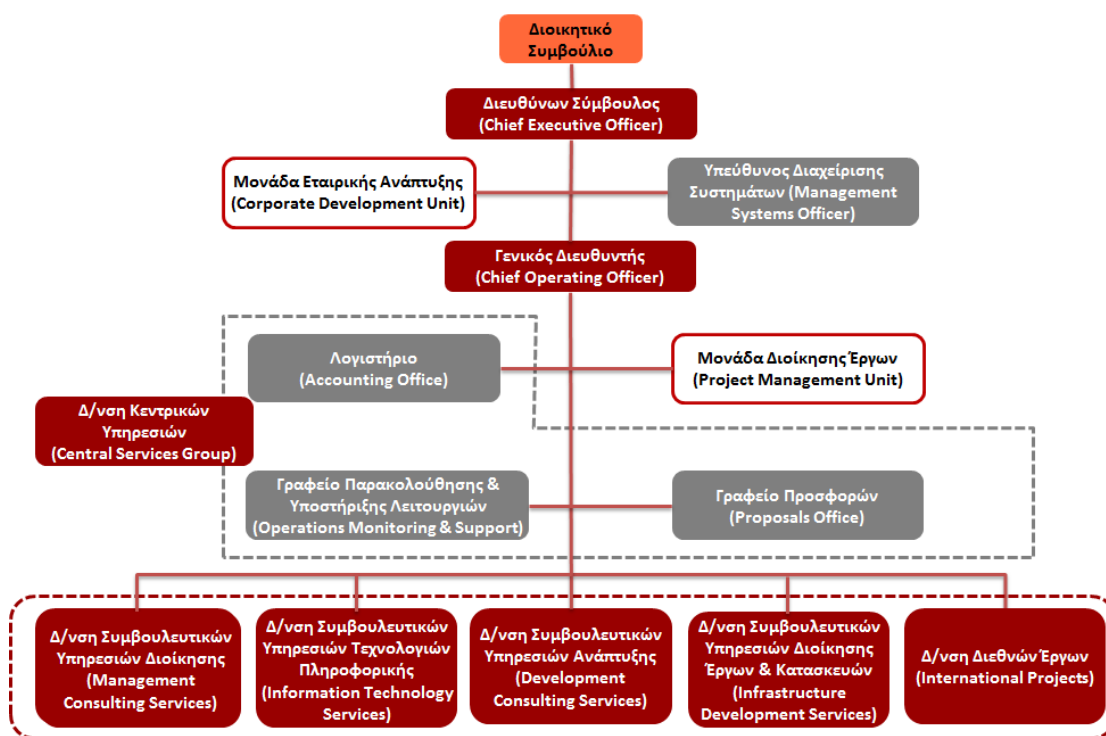 Διοικητικό
Συμβούλιο
Διευθύνων Σύμβουλος
(Chief Executive Officer)
Μονάδα Εταιρικής Ανάπτυξης
(Corporate Development Unit)
Υπεύθυνος Διαχείρισης
Συστημάτων (Management
Systems Officer)
Γενικός Διευθυντής
(Chief Operating Officer)
Λογιστήριο
(Accounting Office)
Μονάδα Διοίκησης Έργων
(Project Management Unit)
Δ/νση Κεντρικών
Υπηρεσιών
(Central Services Group)
Γραφείο Παρακολούθησης &
Υποστήριξης Λειτουργιών
(Operations Monitoring & Support)
Γραφείο Προσφορών
(Proposals Office)
Δ/νση Συμβουλευτικών
Υπηρεσιών Διοίκησης
(Management
Consulting Services)
Δ/νση Συμβουλευτικών
Υπηρεσιών Τεχνολογιών
Πληροφορικής
(Information Technology
Services)
Δ/νση Συμβουλευτικών
Υπηρεσιών Ανάπτυξης
(Development
Consulting Services)
Δ/νση Συμβουλευτικών
Υπηρεσιών Διοίκησης
Έργων & Κατασκευών
(Infrastructure
Development Services)
Δ/νση Διεθνών Έργων
(International Projects)